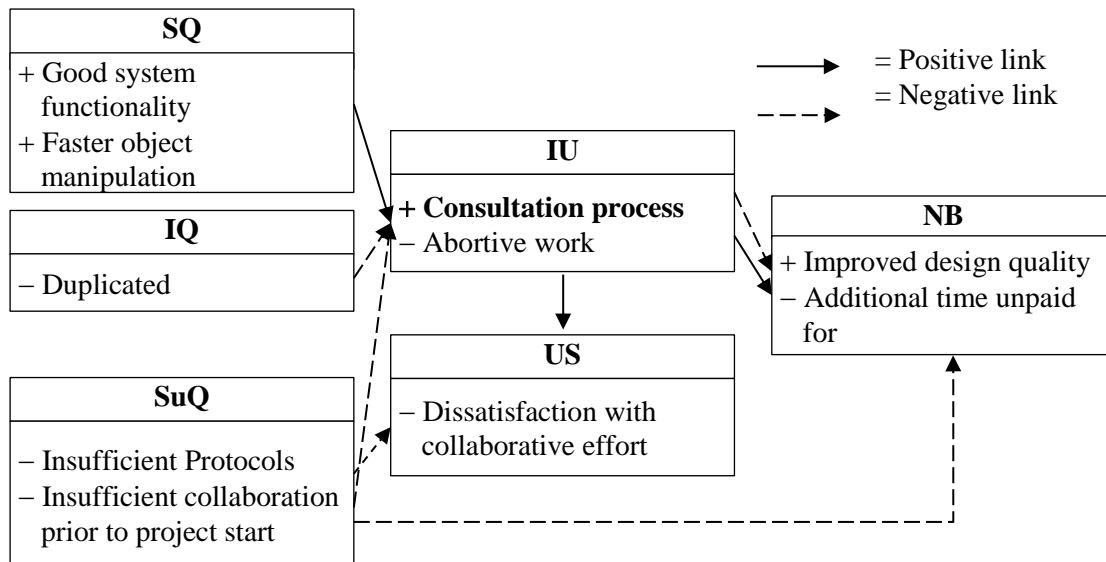 SQ
+ Good system
functionality
+ Faster object
manipulation
= Positive link
= Negative link
IU
+ Consultation process
− Abortive work
IQ
− Duplicated
NB
+ Improved design quality
− Additional time unpaid
for
US
− Dissatisfaction with
collaborative effort
SuQ
− Insufficient Protocols
− Insufficient collaboration
prior to project start